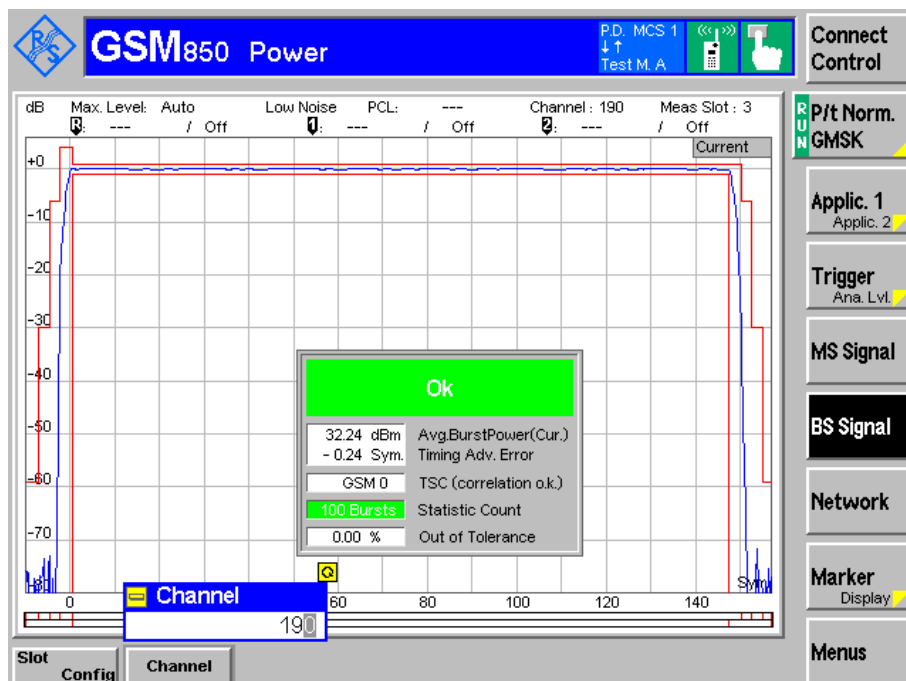 R&S
GSM850 Power
P.D. MCS 1
Test M. A
Connect Control
dB Max. Level: Auto Low Noise PCL: --- Channel : 190 Meas Slot : 3
R: --- / Off 1: --- / Off 2: --- / Off
Current
RUN
P/t Norm.
GMSK
Applic. 1
Applic. 2
Trigger
Ana. Lvl.
MS Signal
BS Signal
Network
Marker
Display
Menus
+0
-10
-20
-30
-40
-50
-60
-70
-80
Ok
32.24 dBm Avg.BurstPower(Cur.)
- 0.24 Sym. Timing Adv. Error
GSM 0 TSC (correlation o.k.)
100 Bursts Statistic Count
0.00 % Out of Tolerance
Sym.
0 60 80 100 120 140
Channel
190
Slot Config
Channel